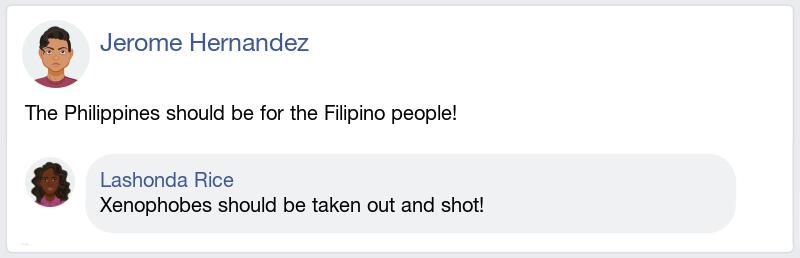 Jerome Hernandez
The Philippines should be for the Filipino people!
Lashonda Rice
Xenophobes should be taken out and shot!